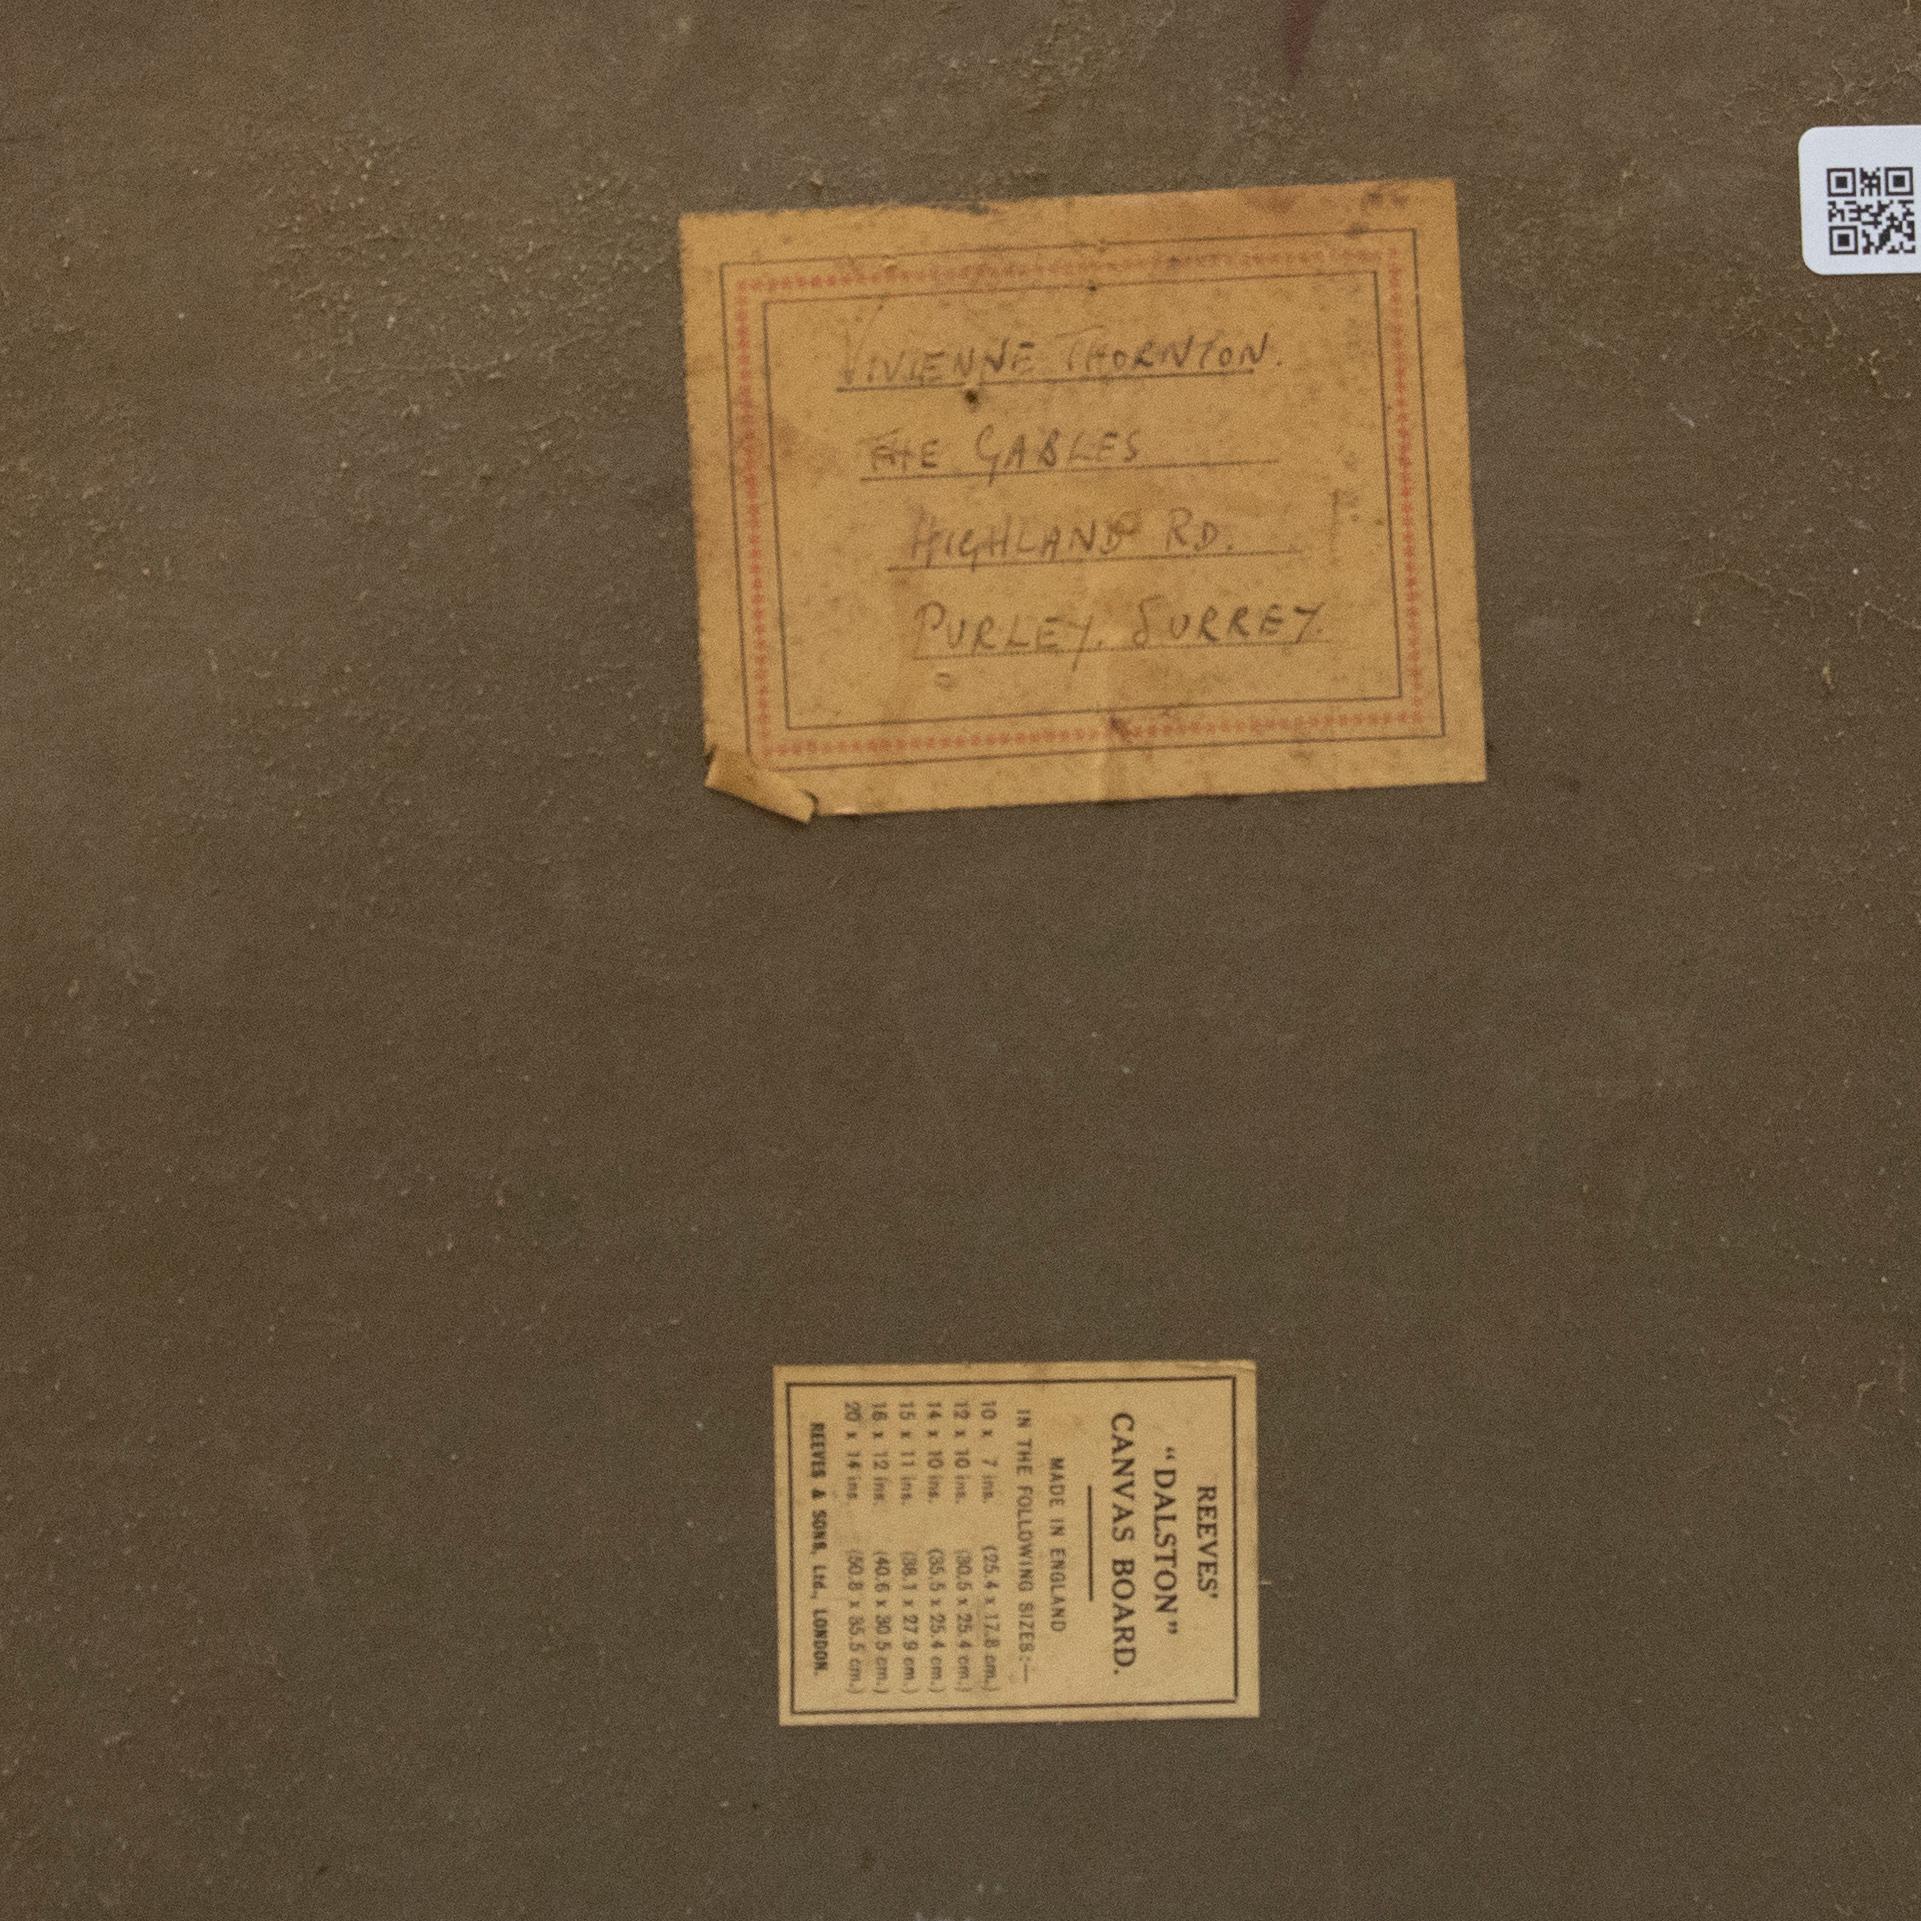 VIVIENNE THORNTON.
THE GABLES
HIGHLAND RD.
PURLEY. SURREY.
REEVES'
"DALSTON"
CANVAS BOARD.
MADE IN ENGLAND
IN THE FOLLOWING SIZES:—
10 x 7 ins. (25.4 x 17.8 cm.)
12 x 10 ins. (30.5 x 25.4 cm.)
14 x 10 ins. (35.5 x 25.4 cm.)
15 x 11 ins. (38.1 x 27.9 cm.)
16 x 12 ins. (40.6 x 30.5 cm.)
20 x 14 ins. (50.8 x 35.5 cm.)
REEVES & SONS, Ltd., LONDON.